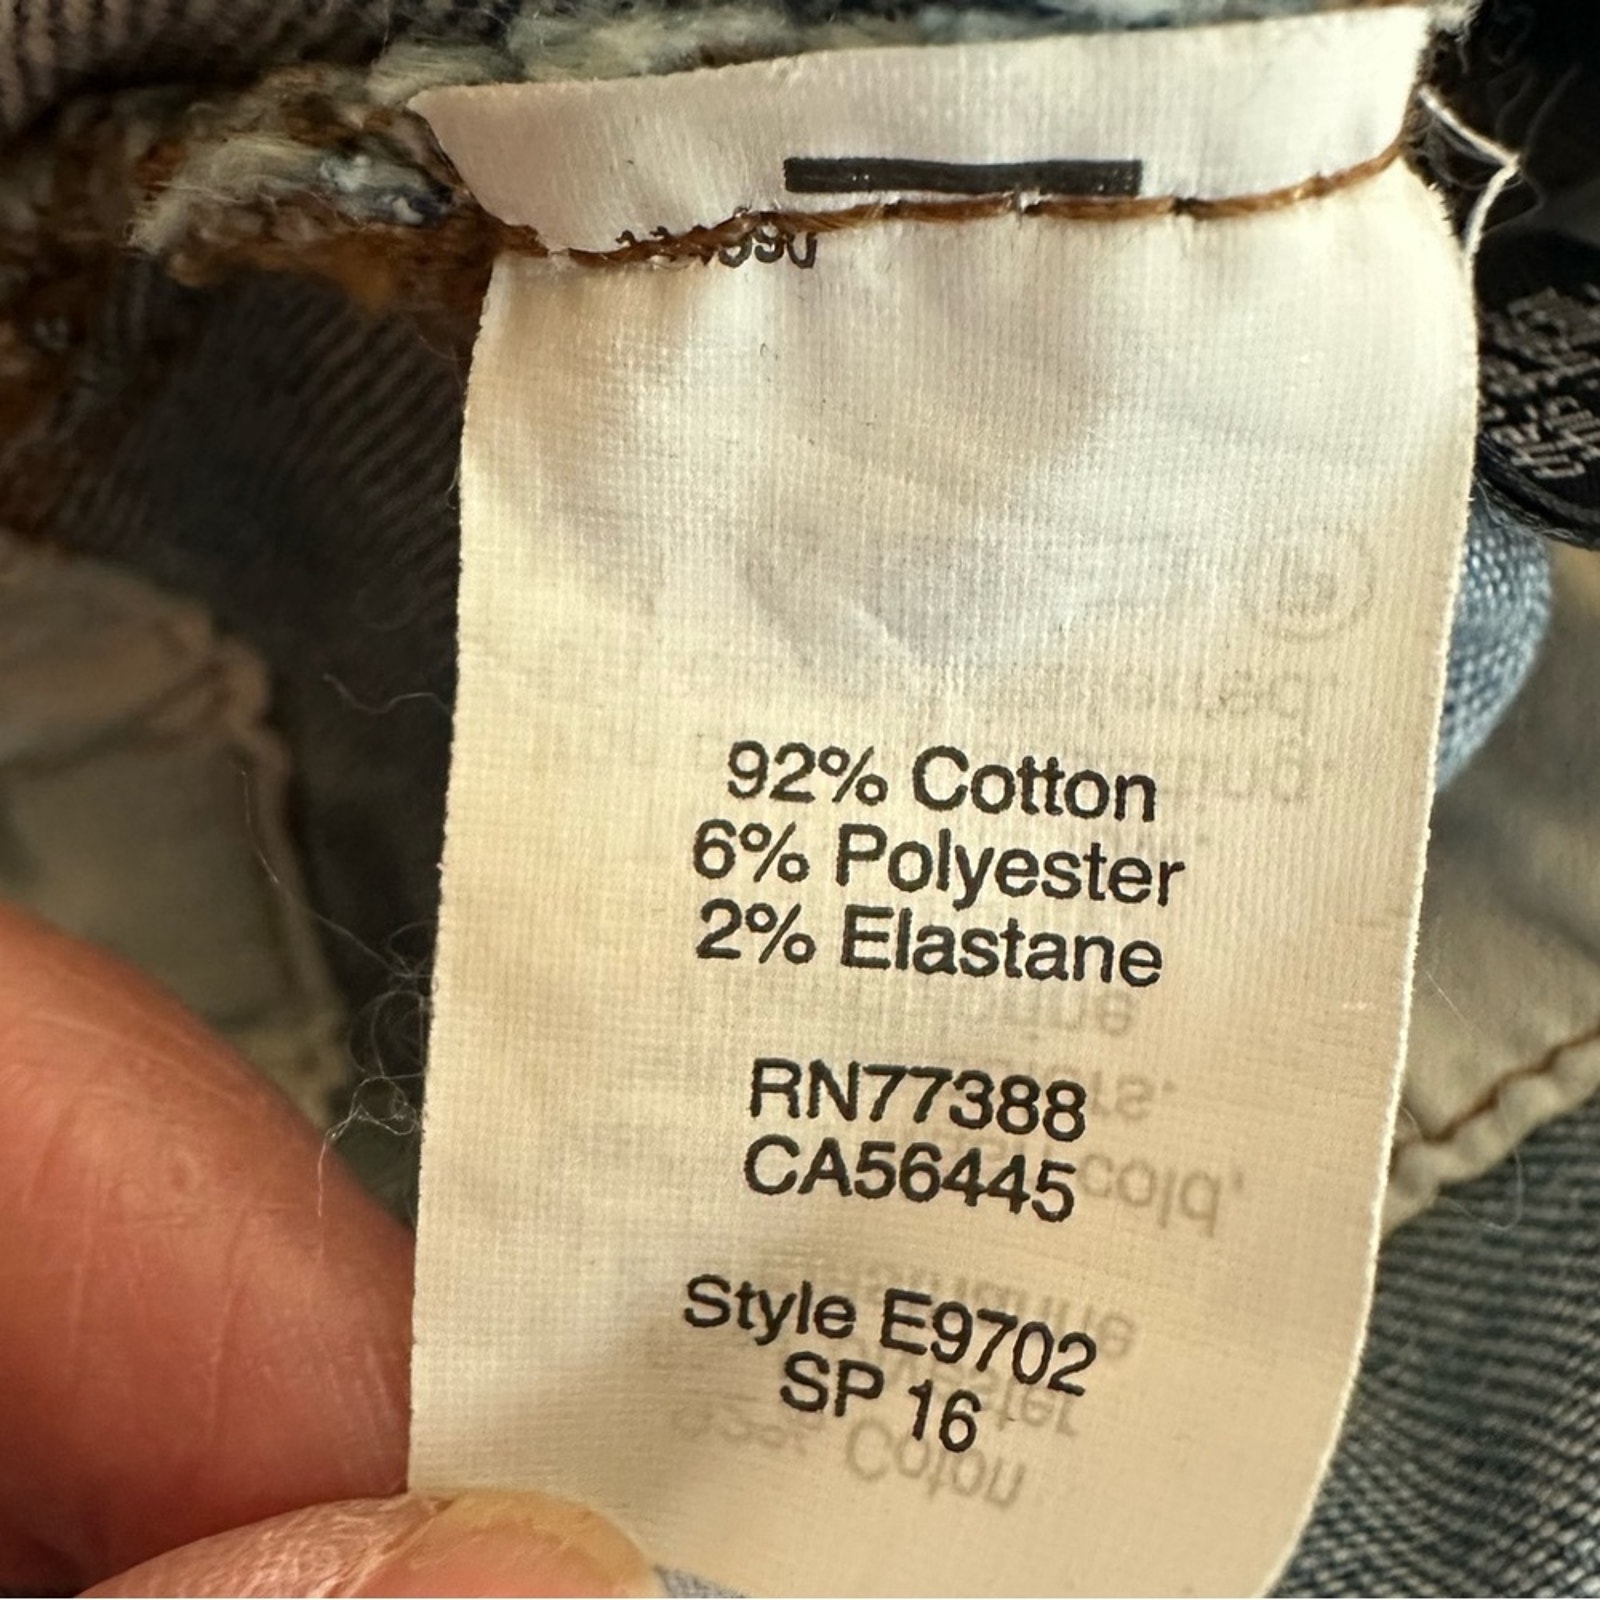 92% Cotton
6% Polyester
2% Elastane
RN77388
CA56445
Style E9702
SP 16